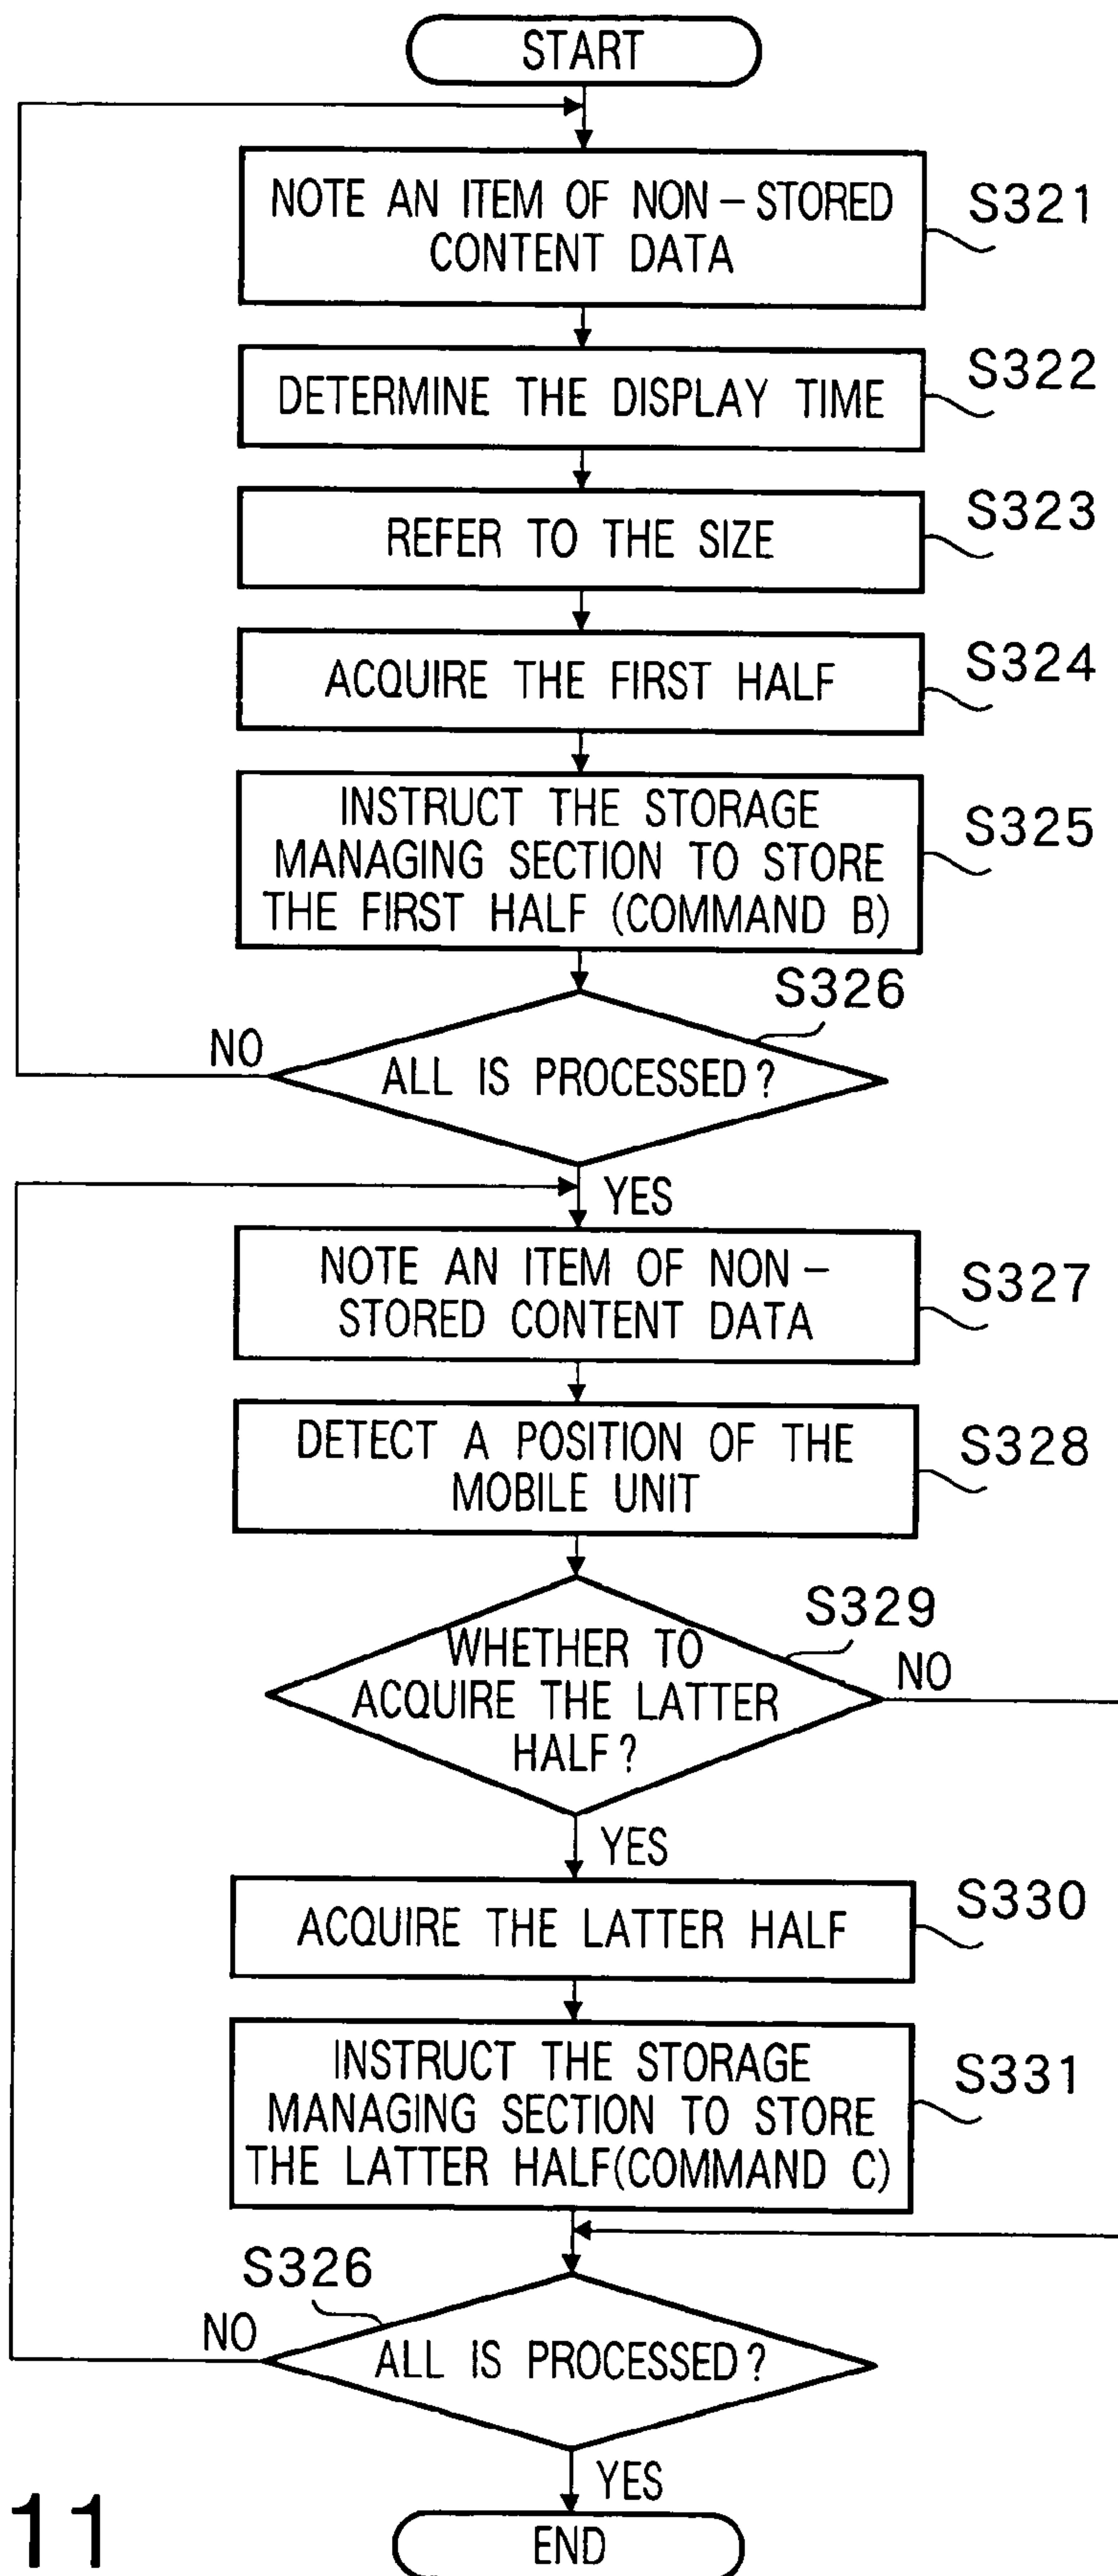 START
NOTE AN ITEM OF NON-STORED
CONTENT DATA
S321
DETERMINE THE DISPLAY TIME
S322
REFER TO THE SIZE
S323
ACQUIRE THE FIRST HALF
S324
INSTRUCT THE STORAGE
MANAGING SECTION TO STORE
THE FIRST HALF (COMMAND B)
S325
S326
NO
ALL IS PROCESSED?
YES
NOTE AN ITEM OF NON-
STORED CONTENT DATA
S327
DETECT A POSITION OF THE
MOBILE UNIT
S328
S329
WHETHER TO
ACQUIRE THE LATTER
HALF?
NO
YES
ACQUIRE THE LATTER HALF
S330
INSTRUCT THE STORAGE
MANAGING SECTION TO STORE
THE LATTER HALF(COMMAND C)
S331
S326
NO
ALL IS PROCESSED?
YES
END
11